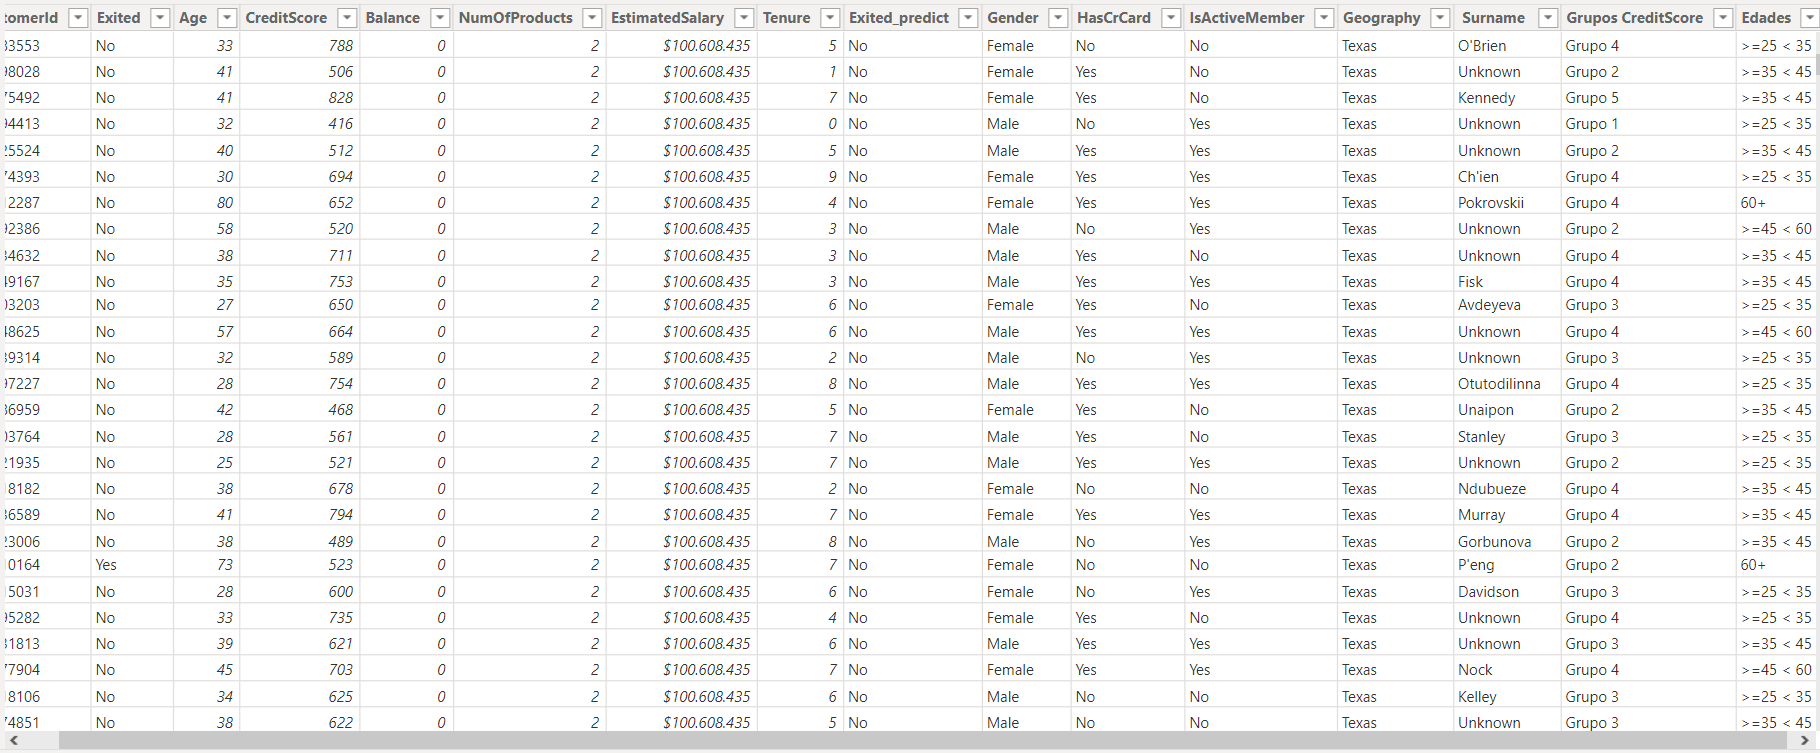 tomerId Exited Age CreditScore Balance NumOfProducts EstimatedSalary Tenure Exited_predict Gender HasCrCard IsActiveMember Geography Surname Grupos CreditScore Edades
33553 No 33 788 0 2 $100.608.435 5 No Female No No Texas O'Brien Grupo 4 >=25 < 35
98028 No 41 506 0 2 $100.608.435 1 No Female Yes No Texas Unknown Grupo 2 >=35 < 45
75492 No 41 828 0 2 $100.608.435 7 No Female Yes No Texas Kennedy Grupo 5 >=35 < 45
94413 No 32 416 0 2 $100.608.435 0 No Male No Yes Texas Unknown Grupo 1 >=25 < 35
25524 No 40 512 0 2 $100.608.435 5 No Male Yes Yes Texas Unknown Grupo 2 >=35 < 45
74393 No 30 694 0 2 $100.608.435 9 No Female Yes Yes Texas Ch'ien Grupo 4 >=25 < 35
12287 No 80 652 0 2 $100.608.435 4 No Female Yes Yes Texas Pokrovskii Grupo 4 60+
92386 No 58 520 0 2 $100.608.435 3 No Male No Yes Texas Unknown Grupo 2 >=45 < 60
34632 No 38 711 0 2 $100.608.435 3 No Male Yes No Texas Unknown Grupo 4 >=35 < 45
49167 No 35 753 0 2 $100.608.435 3 No Male Yes Yes Texas Fisk Grupo 4 >=35 < 45
03203 No 27 650 0 2 $100.608.435 6 No Female Yes No Texas Avdeyeva Grupo 3 >=25 < 35
48625 No 57 664 0 2 $100.608.435 6 No Male Yes Yes Texas Unknown Grupo 4 >=45 < 60
39314 No 32 589 0 2 $100.608.435 2 No Male No Yes Texas Unknown Grupo 3 >=25 < 35
97227 No 28 754 0 2 $100.608.435 8 No Male Yes Yes Texas Otutodilinna Grupo 4 >=25 < 35
36959 No 42 468 0 2 $100.608.435 5 No Female Yes No Texas Unaipon Grupo 2 >=35 < 45
03764 No 28 561 0 2 $100.608.435 7 No Male Yes No Texas Stanley Grupo 3 >=25 < 35
21935 No 25 521 0 2 $100.608.435 7 No Male Yes Yes Texas Unknown Grupo 2 >=25 < 35
18182 No 38 678 0 2 $100.608.435 2 No Female No No Texas Ndubueze Grupo 4 >=35 < 45
36589 No 41 794 0 2 $100.608.435 7 No Female Yes Yes Texas Murray Grupo 4 >=35 < 45
23006 No 38 489 0 2 $100.608.435 8 No Male No Yes Texas Gorbunova Grupo 2 >=35 < 45
10164 Yes 73 523 0 2 $100.608.435 7 No Female No No Texas P'eng Grupo 2 60+
15031 No 28 600 0 2 $100.608.435 6 No Female No Yes Texas Davidson Grupo 3 >=25 < 35
95282 No 33 735 0 2 $100.608.435 4 No Female Yes No Texas Unknown Grupo 4 >=25 < 35
31813 No 39 621 0 2 $100.608.435 6 No Male Yes Yes Texas Unknown Grupo 3 >=35 < 45
77904 No 45 703 0 2 $100.608.435 7 No Female Yes Yes Texas Nock Grupo 4 >=45 < 60
18106 No 34 625 0 2 $100.608.435 6 No Male No No Texas Kelley Grupo 3 >=25 < 35
74851 No 38 622 0 2 $100.608.435 5 No Male No No Texas Unknown Grupo 3 >=35 < 45